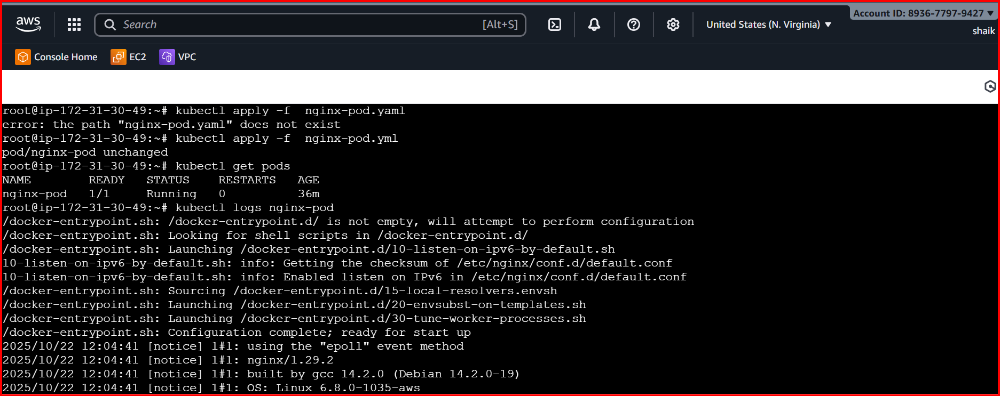 aws
Search [Alt+S]
United States (N. Virginia) ▼
Account ID: 8936-7797-9427 ▼
shaik
Console Home EC2 VPC
root@ip-172-31-30-49:~# kubectl apply -f  nginx-pod.yaml
error: the path "nginx-pod.yaml" does not exist
root@ip-172-31-30-49:~# kubectl apply -f  nginx-pod.yml
pod/nginx-pod unchanged
root@ip-172-31-30-49:~# kubectl get pods
NAME        READY   STATUS    RESTARTS   AGE
nginx-pod   1/1     Running   0          36m
root@ip-172-31-30-49:~# kubectl logs nginx-pod
/docker-entrypoint.sh: /docker-entrypoint.d/ is not empty, will attempt to perform configuration
/docker-entrypoint.sh: Looking for shell scripts in /docker-entrypoint.d/
/docker-entrypoint.sh: Launching /docker-entrypoint.d/10-listen-on-ipv6-by-default.sh
10-listen-on-ipv6-by-default.sh: info: Getting the checksum of /etc/nginx/conf.d/default.conf
10-listen-on-ipv6-by-default.sh: info: Enabled listen on IPv6 in /etc/nginx/conf.d/default.conf
/docker-entrypoint.sh: Sourcing /docker-entrypoint.d/15-local-resolvers.envsh
/docker-entrypoint.sh: Launching /docker-entrypoint.d/20-envsubst-on-templates.sh
/docker-entrypoint.sh: Launching /docker-entrypoint.d/30-tune-worker-processes.sh
/docker-entrypoint.sh: Configuration complete; ready for start up
2025/10/22 12:04:41 [notice] 1#1: using the "epoll" event method
2025/10/22 12:04:41 [notice] 1#1: nginx/1.29.2
2025/10/22 12:04:41 [notice] 1#1: built by gcc 14.2.0 (Debian 14.2.0-19)
2025/10/22 12:04:41 [notice] 1#1: OS: Linux 6.8.0-1035-aws